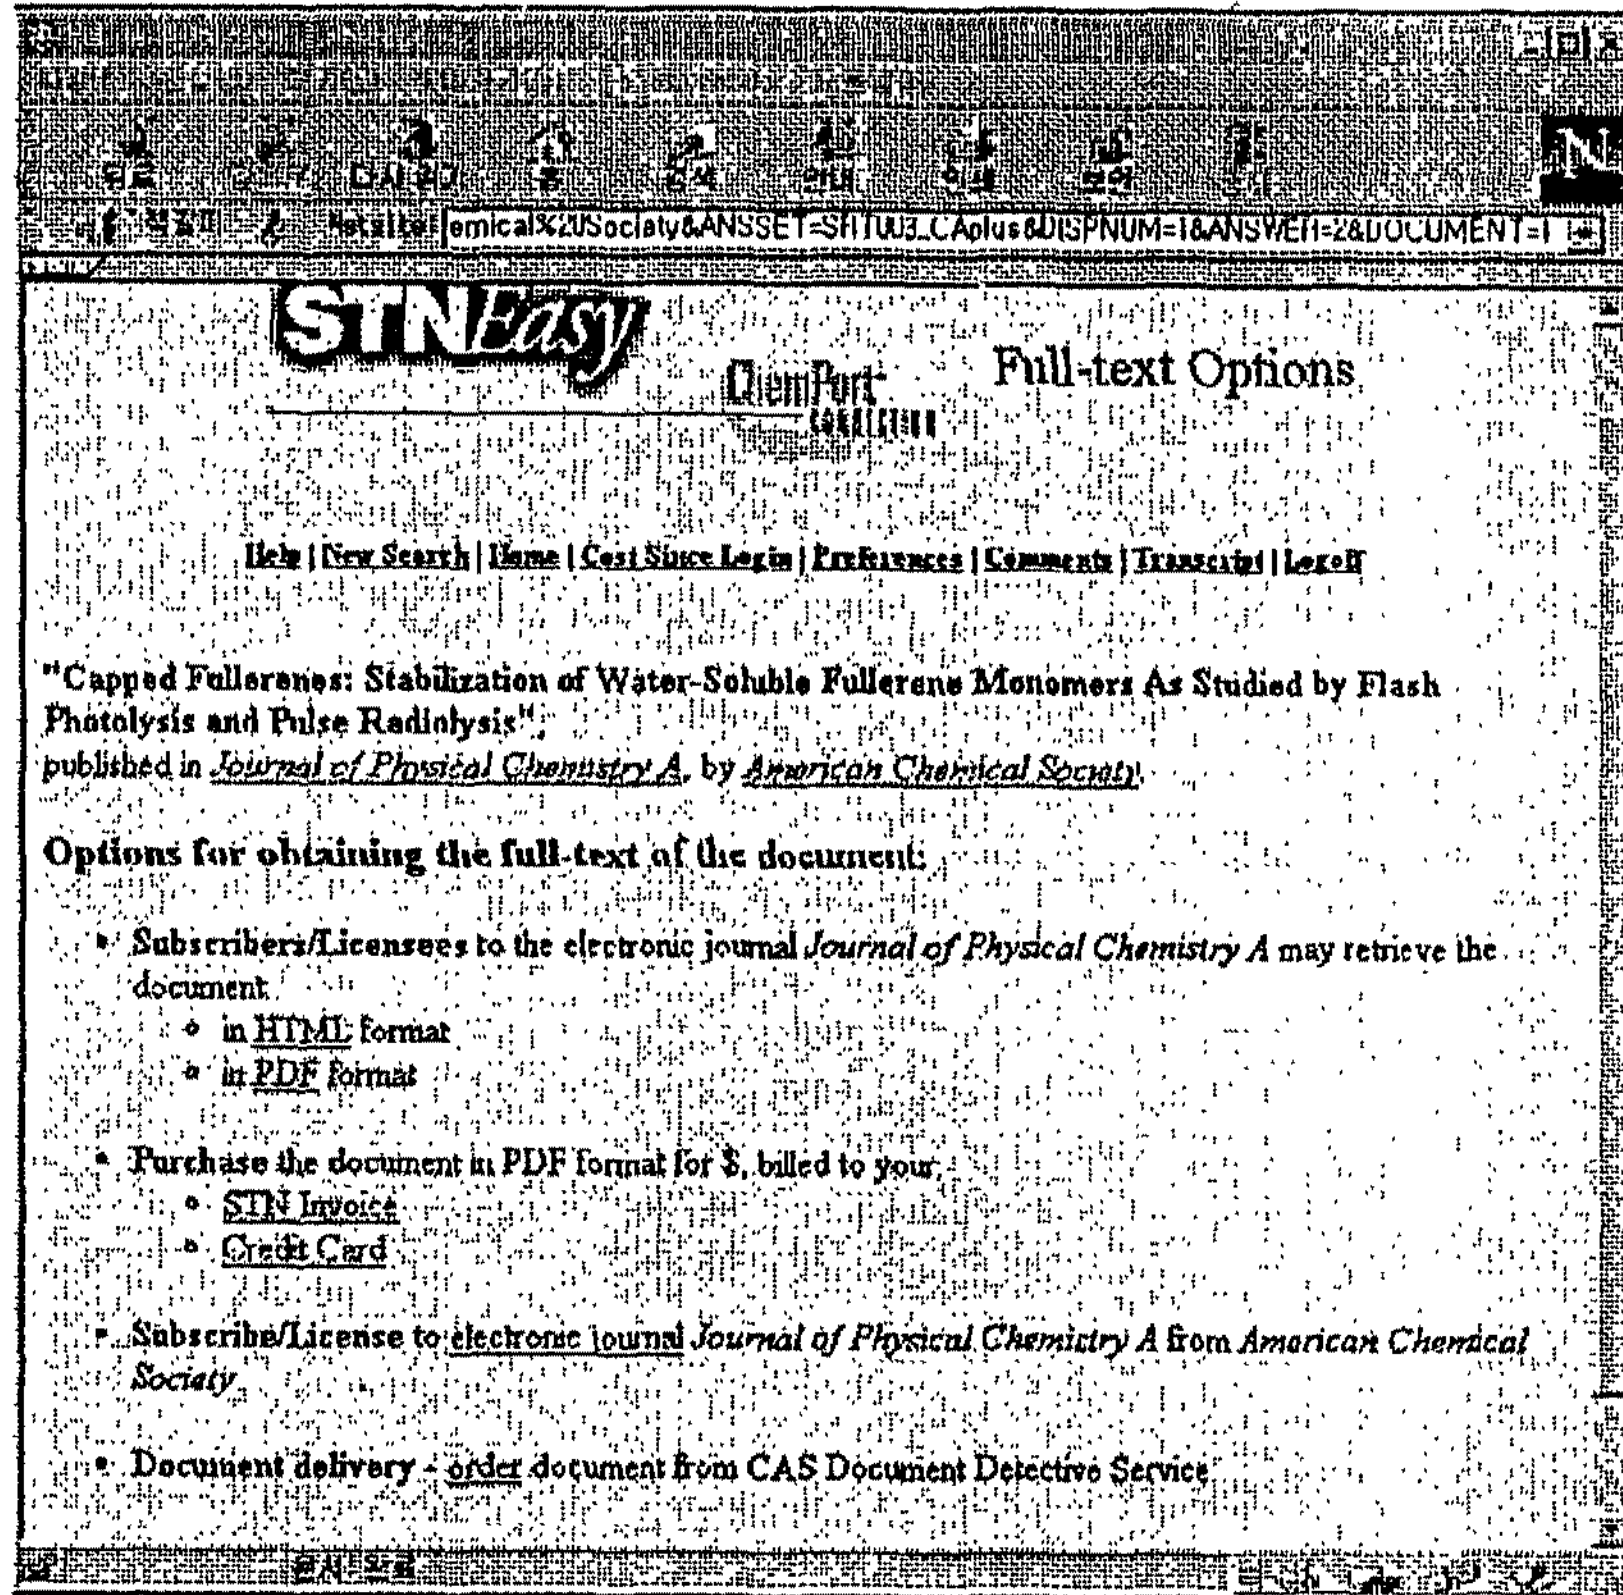 N
Netsite: emical%20Society&ANSSET=SFIT003_CAplus&DISPNUM=1&ANSWER=2&DOCUMENT=1
STNEasy
ChemPort
CONNECTION
Full-text Options
Help | New Search | Home | Cost Since Login | Preferences | Comments | Transcript | Logoff
"Capped Fullerenes: Stabilization of Water-Soluble Fullerene Monomers As Studied by Flash
Photolysis and Pulse Radiolysis",
published in Journal of Physical Chemistry A, by American Chemical Society.
Options for obtaining the full-text of the document:
Subscribers/Licensees to the electronic journal Journal of Physical Chemistry A may retrieve the
document
in HTML format
in PDF format
Purchase the document in PDF format for $, billed to your
STN Invoice
Credit Card
Subscribe/License to electronic journal Journal of Physical Chemistry A from American Chemical
Society
Document delivery - order document from CAS Document Detective Service